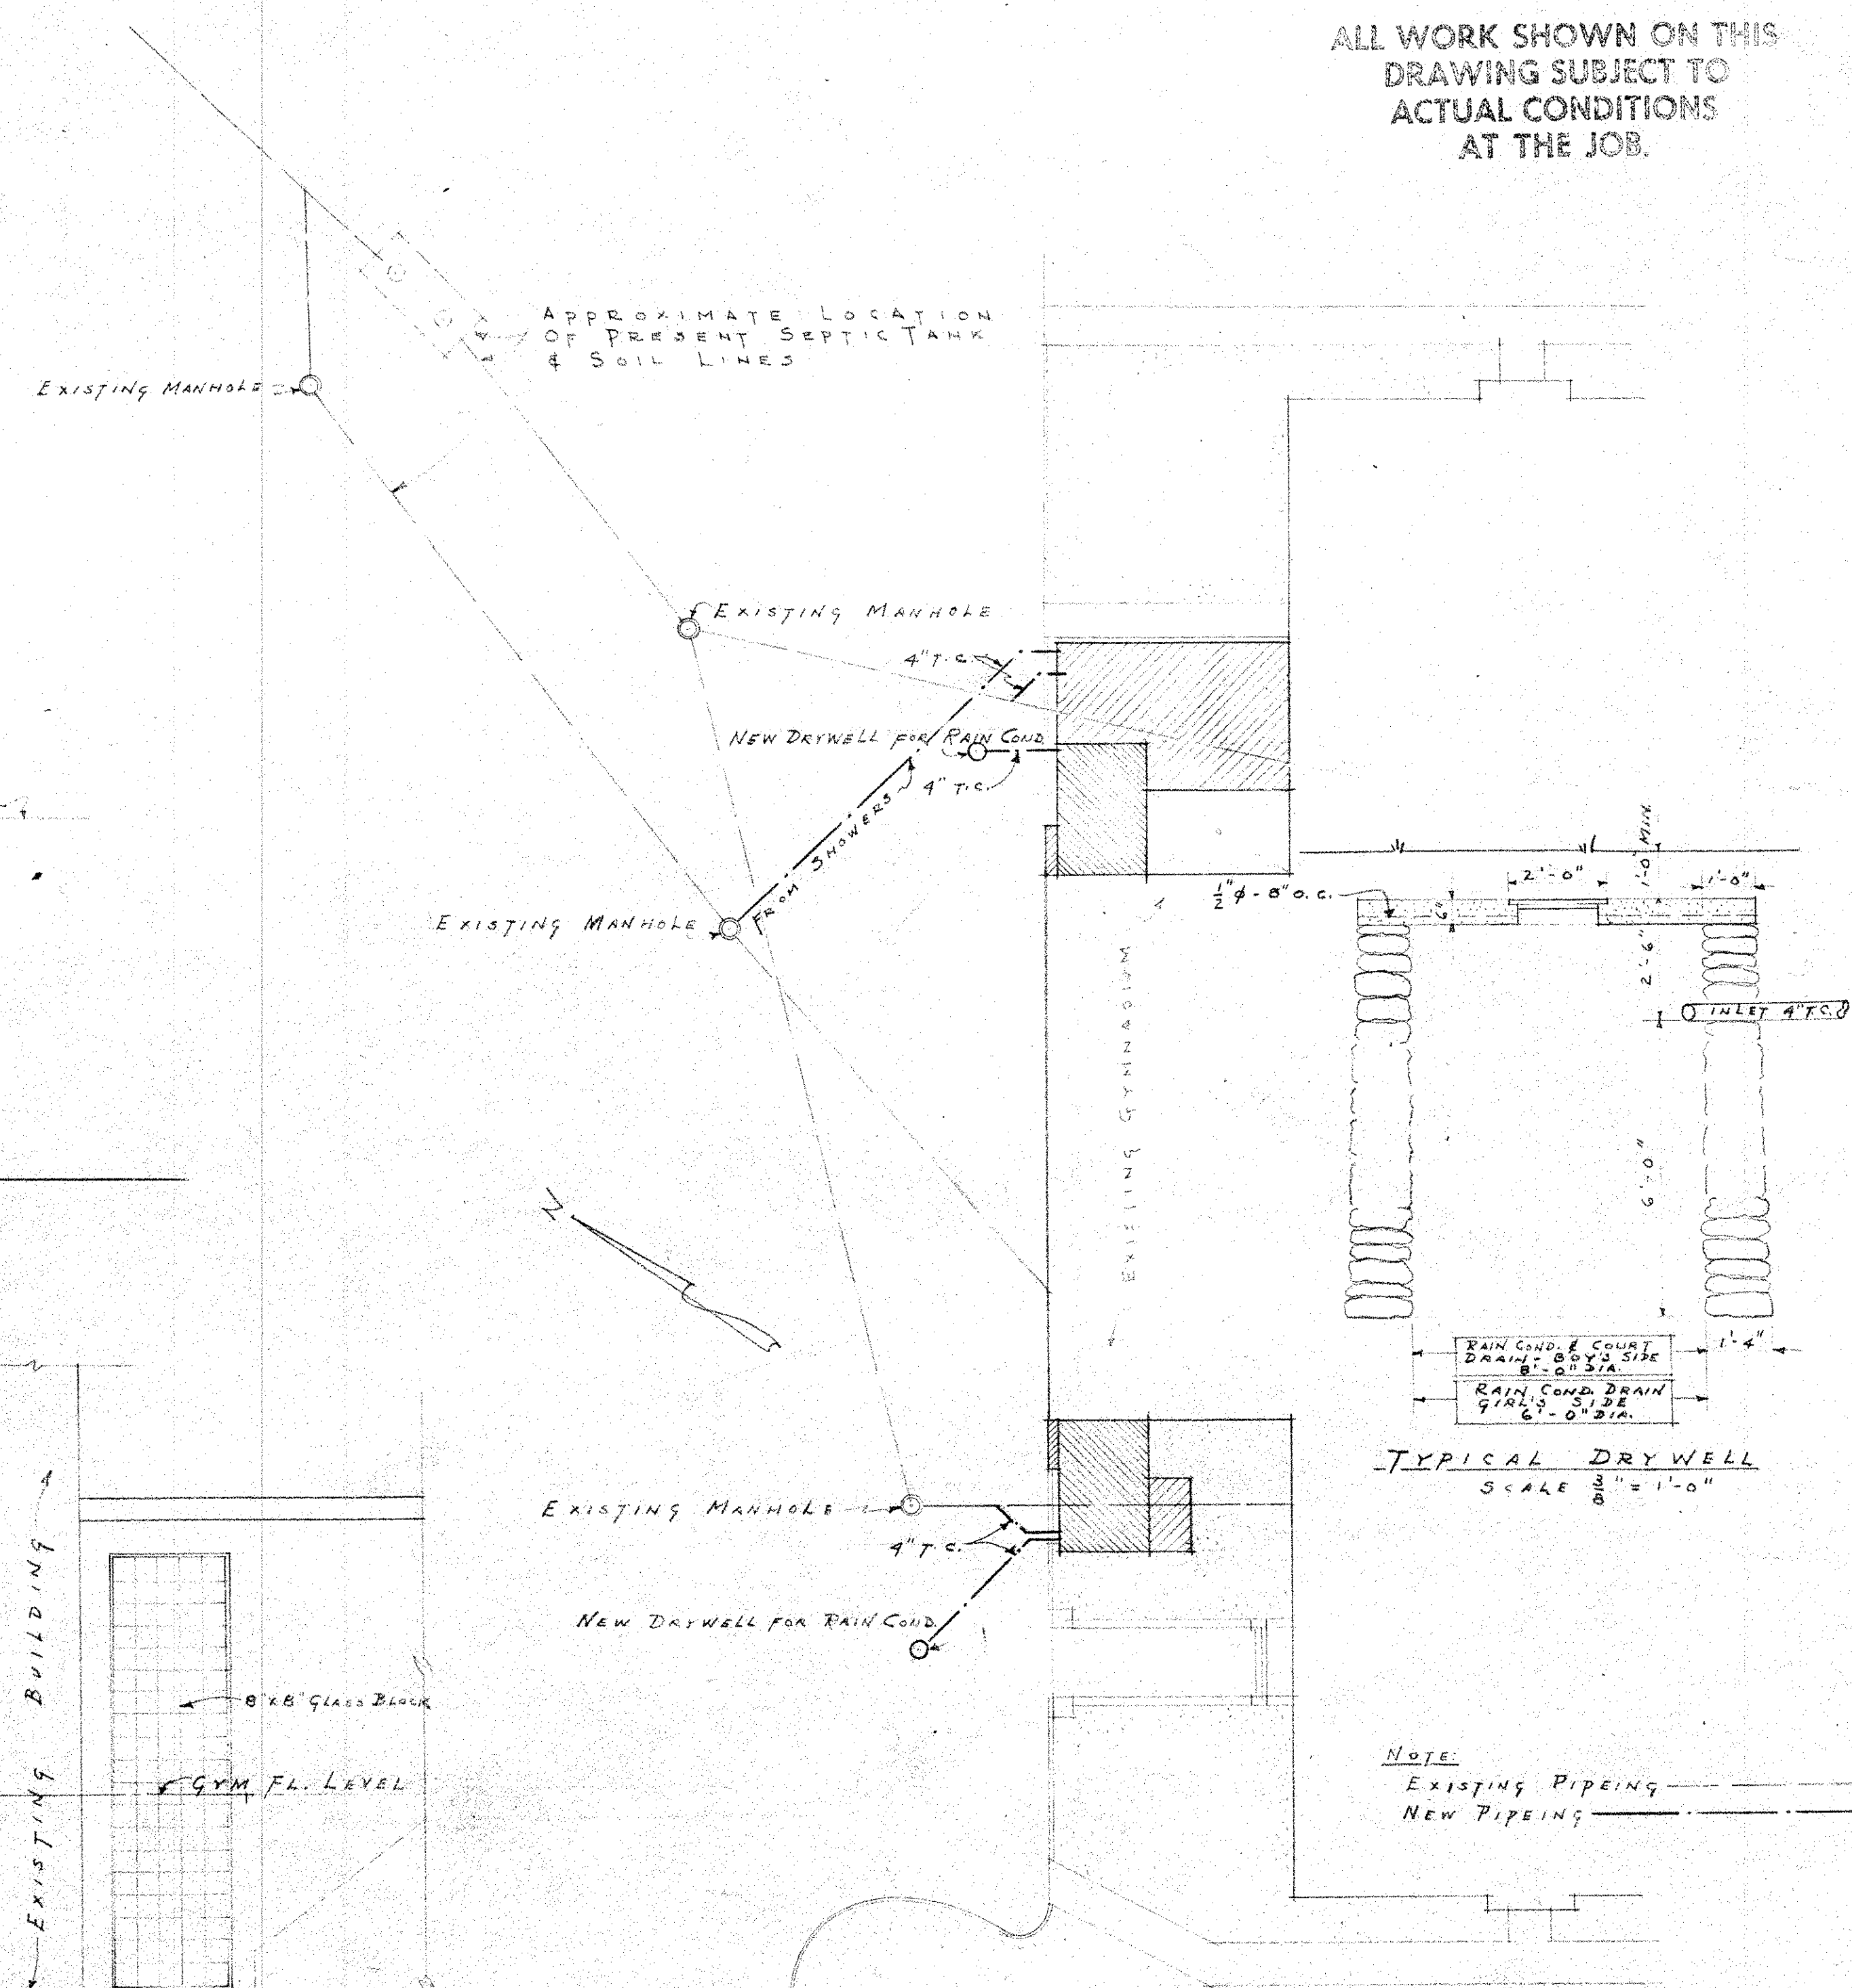 ALL WORK SHOWN ON THIS
DRAWING SUBJECT TO
ACTUAL CONDITIONS
AT THE JOB.
APPROXIMATE LOCATION
OF PRESENT SEPTIC TANK
& SOIL LINES
EXISTING MANHOLE
EXISTING MANHOLE
4" T.C.
NEW DRYWELL FOR RAIN COND.
4" T.C.
FROM SHOWERS
EXISTING MANHOLE
EXISTING GYMNASIUM
N
1/2" φ - 8" O.C.
2'-0"
1'-0" MIN.
1'-0"
6"
2'-6"
INLET 4" T.C.
6'-0"
RAIN COND. & COURT
DRAIN - BOY'S SIDE
8'-0" DIA.
1'-4"
RAIN COND. DRAIN
GIRL'S SIDE
6'-0" DIA.
TYPICAL DRYWELL
SCALE 3/8" = 1'-0"
EXISTING MANHOLE
4" T.C.
NEW DRYWELL FOR RAIN COND.
EXISTING BUILDING
8"x8" GLASS BLOCK
GYM FL. LEVEL
NOTE:
EXISTING PIPEING
NEW PIPEING